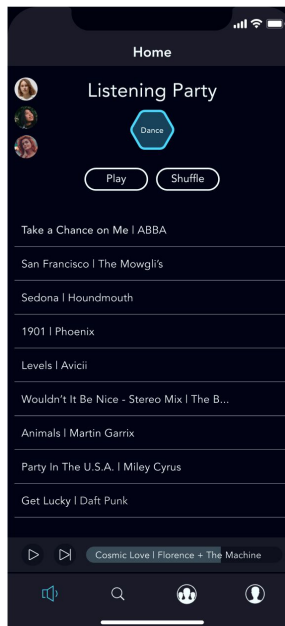 Home
Listening Party
Dance
Play Shuffle
Take a Chance on Me | ABBA
San Francisco | The Mowgli's
Sedona | Houndmouth
1901 | Phoenix
Levels | Avicii
Wouldn't It Be Nice - Stereo Mix | The B...
Animals | Martin Garrix
Party In The U.S.A. | Miley Cyrus
Get Lucky | Daft Punk
Cosmic Love | Florence + The Machine